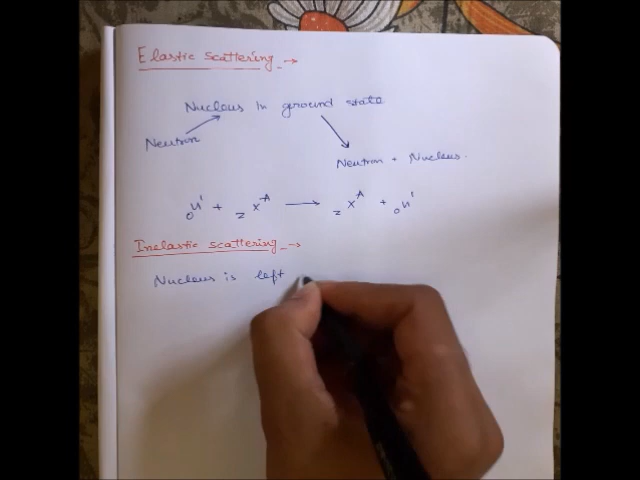 Elastic scattering →
Nucleus in ground state
Neutron
Neutron + Nucleus.
₀n¹ + zXᴬ → zXᴬ + ₀n¹
Inelastic scattering →
Nucleus is left